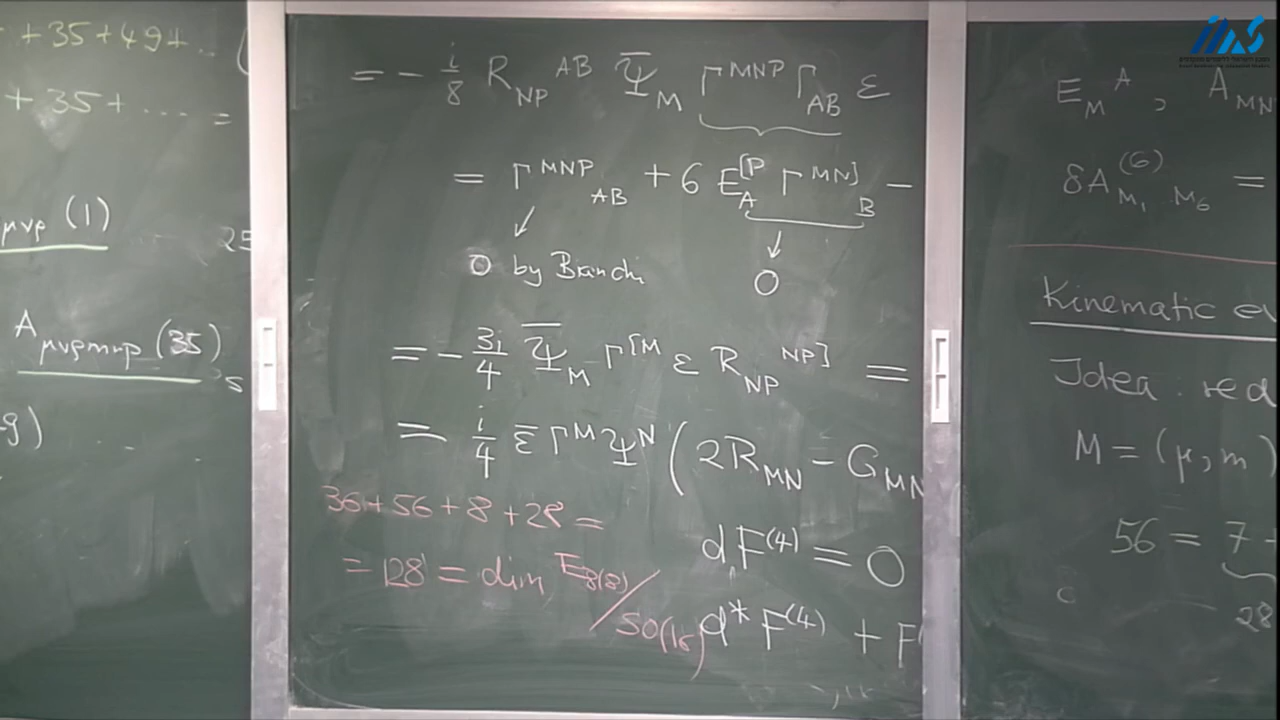 +35+49+..
+35+.... =
μνρ (1)
25
A μνρmnp (35)
= - i/8 R_NP^AB Ψ̄_M Γ^MNP Γ_AB ε
= Γ^MNP_AB + 6 E_A^[P Γ^MN]_B -
0 by Bianchi
0
= - 3i/4 Ψ̄_M Γ^[M ε R_NP^NP] =
= i/4 ε̄ Γ^M Ψ^N (2R_MN - G_MN
36+56+8+28 =
= 128 = dim E_8(8) / SO(16)
dF^(4) = 0
d*F^(4) + F
E_M^A, A_MN
δA^(6)_M1 M6 =
Kinematic
Idea: red
M = (μ, m)
56 = 7
28